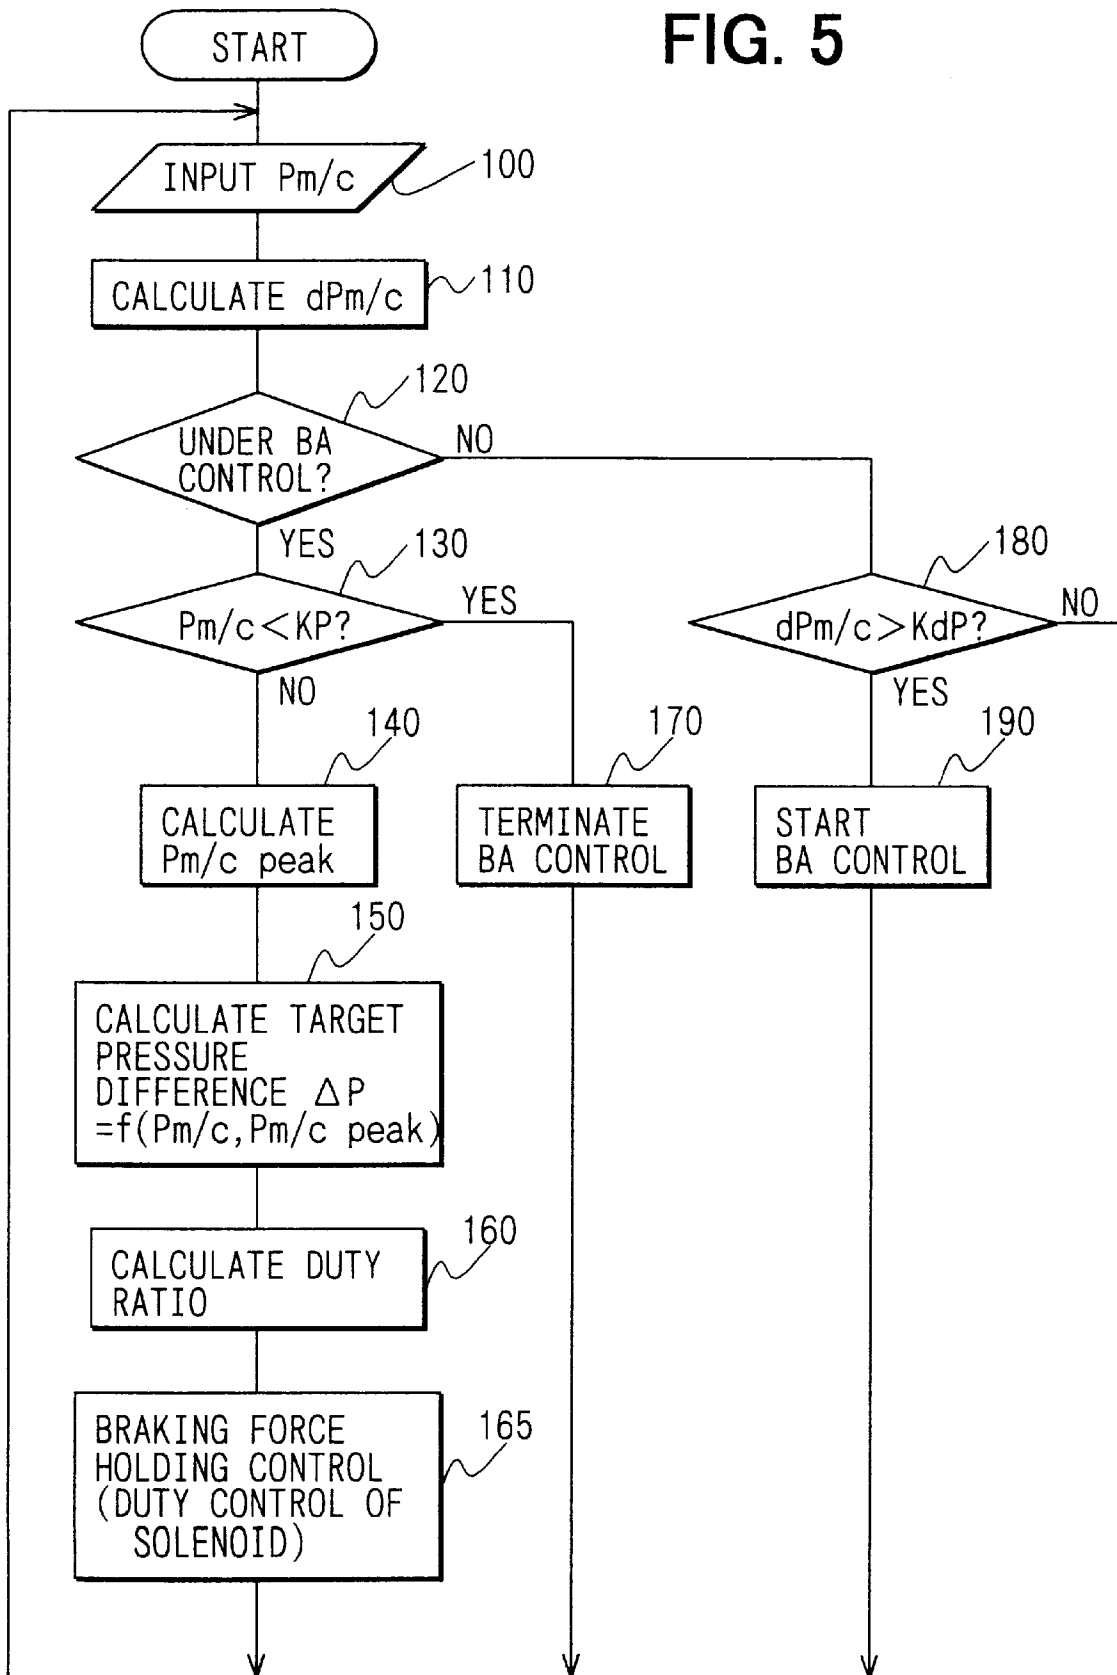 FIG. 5
START
INPUT Pm/c
100
CALCULATE dPm/c
110
120
UNDER BA
CONTROL?
NO
YES
130
Pm/c<KP?
YES
NO
180
dPm/c>KdP?
NO
YES
140
CALCULATE
Pm/c peak
170
TERMINATE
BA CONTROL
190
START
BA CONTROL
150
CALCULATE TARGET
PRESSURE
DIFFERENCE ΔP
=f(Pm/c,Pm/c peak)
160
CALCULATE DUTY
RATIO
165
BRAKING FORCE
HOLDING CONTROL
(DUTY CONTROL OF
SOLENOID)